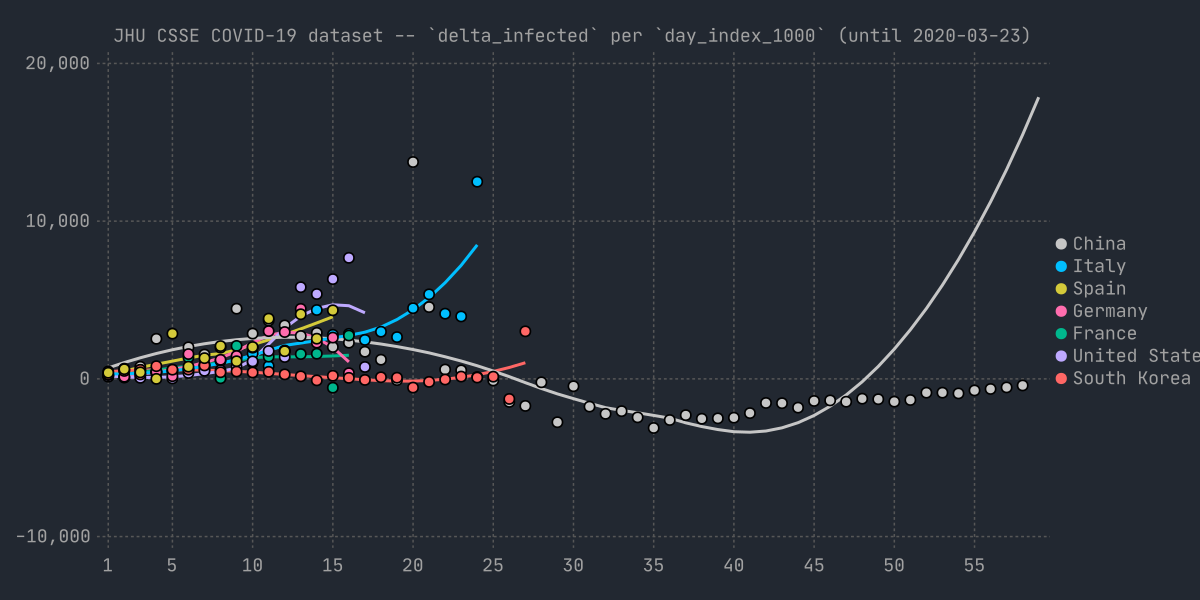 JHU CSSE COVID-19 dataset -- `delta_infected` per `day_index_1000` (until 2020-03-23)
20,000
10,000
0
-10,000
1 5 10 15 20 25 30 35 40 45 50 55
China
Italy
Spain
Germany
France
United State
South Korea